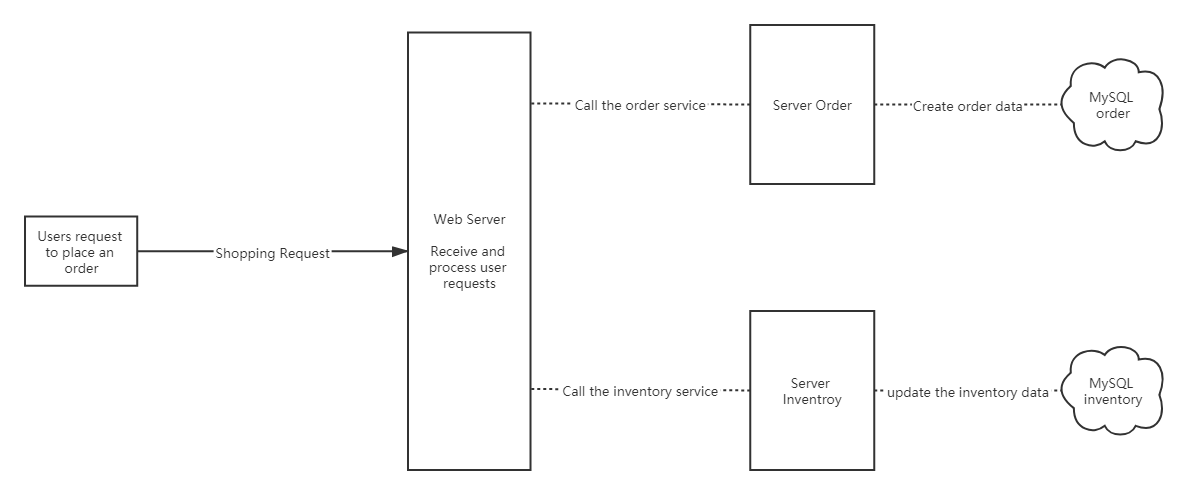 Users request
to place an
order
Shopping Request
Web Server
Receive and
process user
requests
Call the order service
Server Order
Create order data
MySQL
order
Call the inventory service
Server
Inventroy
update the inventory data
MySQL
inventory